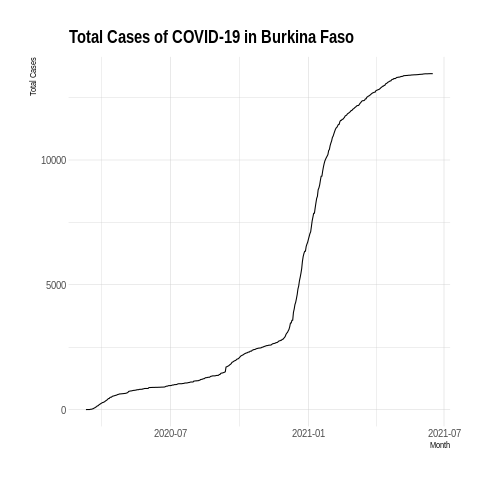 Total Cases of COVID-19 in Burkina Faso
Total Cases
10000
5000
0
2020-07
2021-01
2021-07
Month